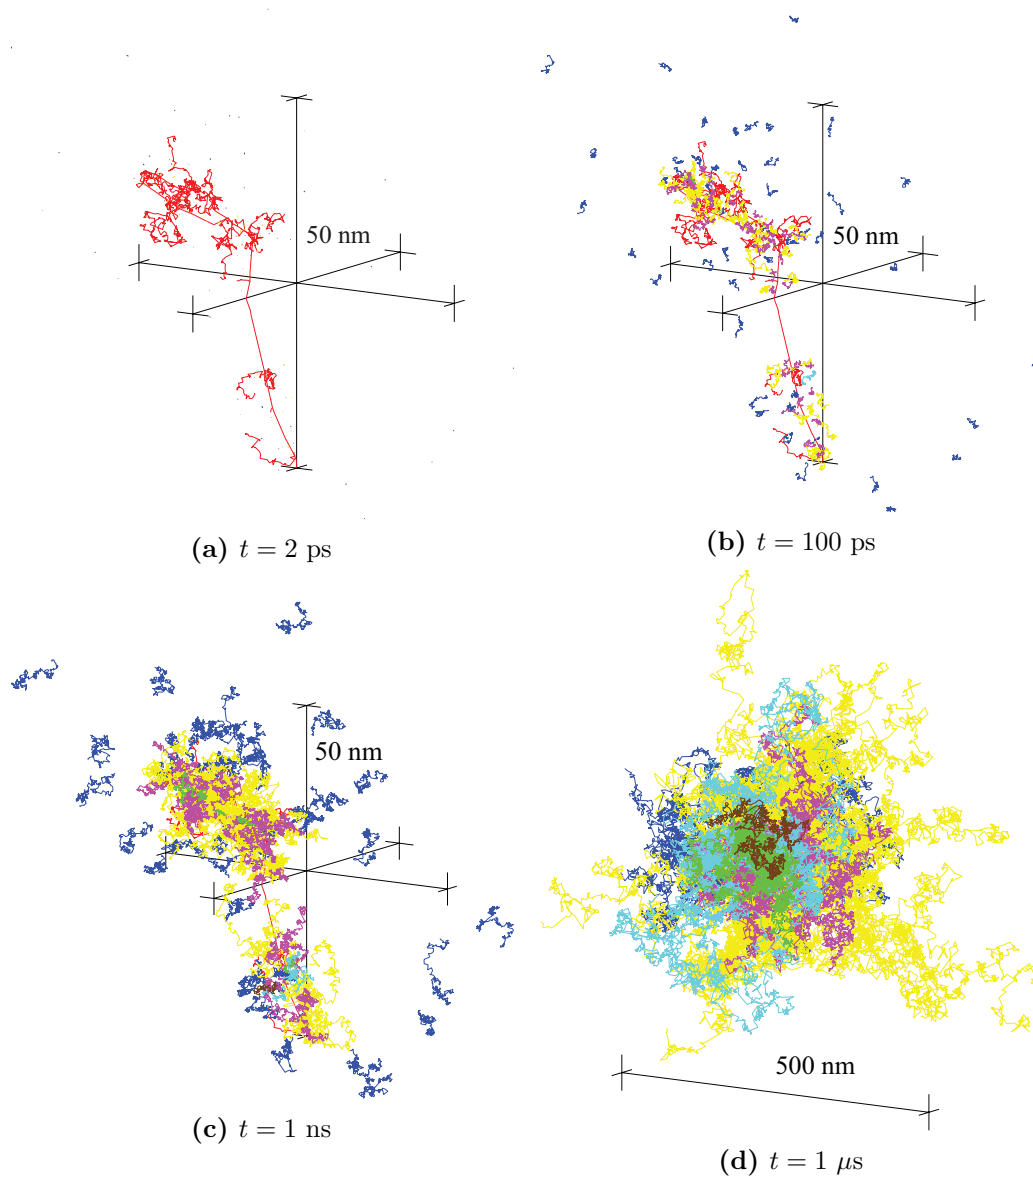 50 nm
50 nm
(a) t = 2 ps
(b) t = 100 ps
50 nm
500 nm
(c) t = 1 ns
(d) t = 1 μs